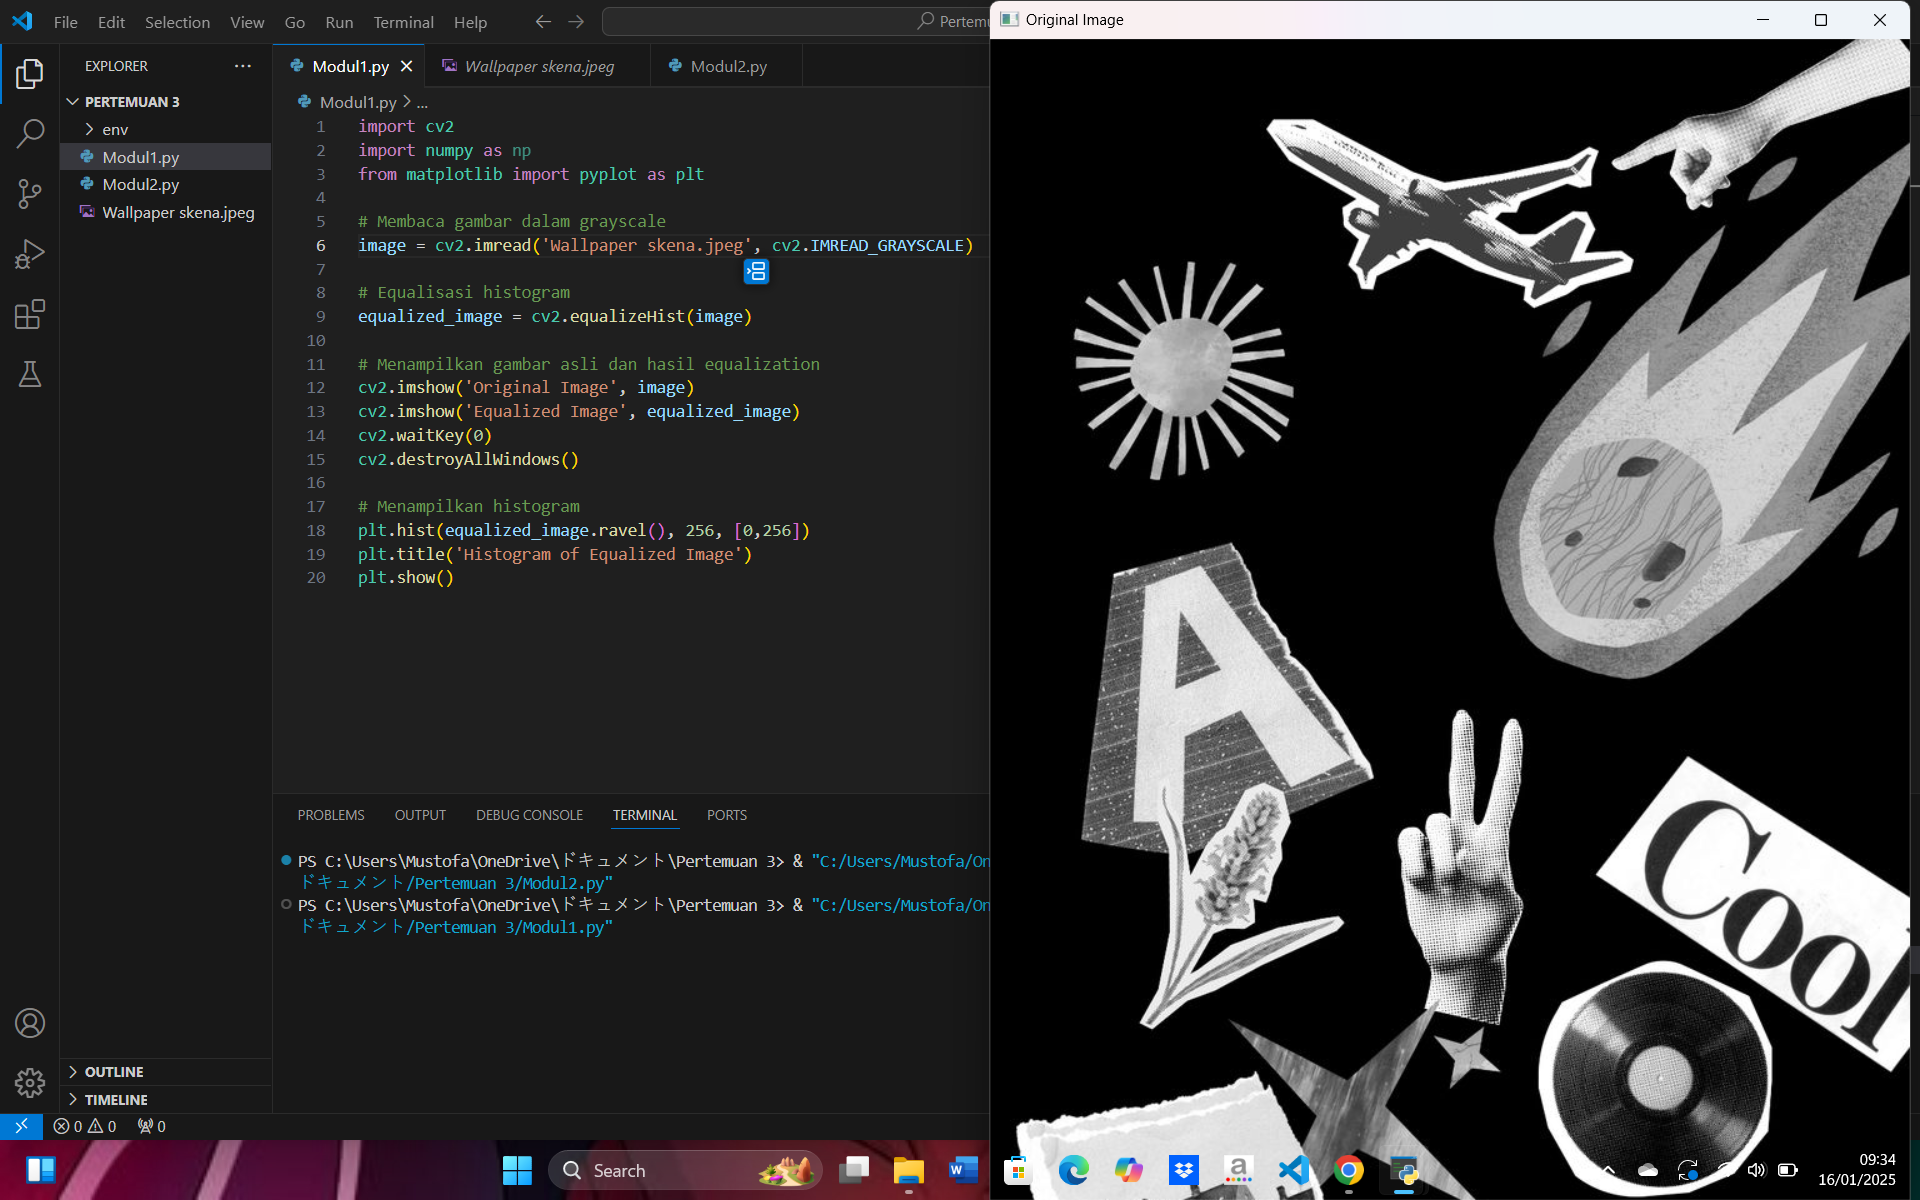 File Edit Selection View Go Run Terminal Help
Pertemu
Original Image
EXPLORER
PERTEMUAN 3
env
Modul1.py
Modul2.py
Wallpaper skena.jpeg
OUTLINE
TIMELINE
Modul1.py
Wallpaper skena.jpeg
Modul2.py
Modul1.py > ...
1 import cv2
2 import numpy as np
3 from matplotlib import pyplot as plt
4
5 # Membaca gambar dalam grayscale
6 image = cv2.imread('Wallpaper skena.jpeg', cv2.IMREAD_GRAYSCALE)
7
8 # Equalisasi histogram
9 equalized_image = cv2.equalizeHist(image)
10
11 # Menampilkan gambar asli dan hasil equalization
12 cv2.imshow('Original Image', image)
13 cv2.imshow('Equalized Image', equalized_image)
14 cv2.waitKey(0)
15 cv2.destroyAllWindows()
16
17 # Menampilkan histogram
18 plt.hist(equalized_image.ravel(), 256, [0,256])
19 plt.title('Histogram of Equalized Image')
20 plt.show()
PROBLEMS OUTPUT DEBUG CONSOLE TERMINAL PORTS
PS C:\Users\Mustofa\OneDrive\ドキュメント\Pertemuan 3> & "C:/Users/Mustofa/On
ドキュメント/Pertemuan 3/Modul2.py"
PS C:\Users\Mustofa\OneDrive\ドキュメント\Pertemuan 3> & "C:/Users/Mustofa/On
ドキュメント/Pertemuan 3/Modul1.py"
0 0 0
A
Cool
Search
09:34
16/01/2025